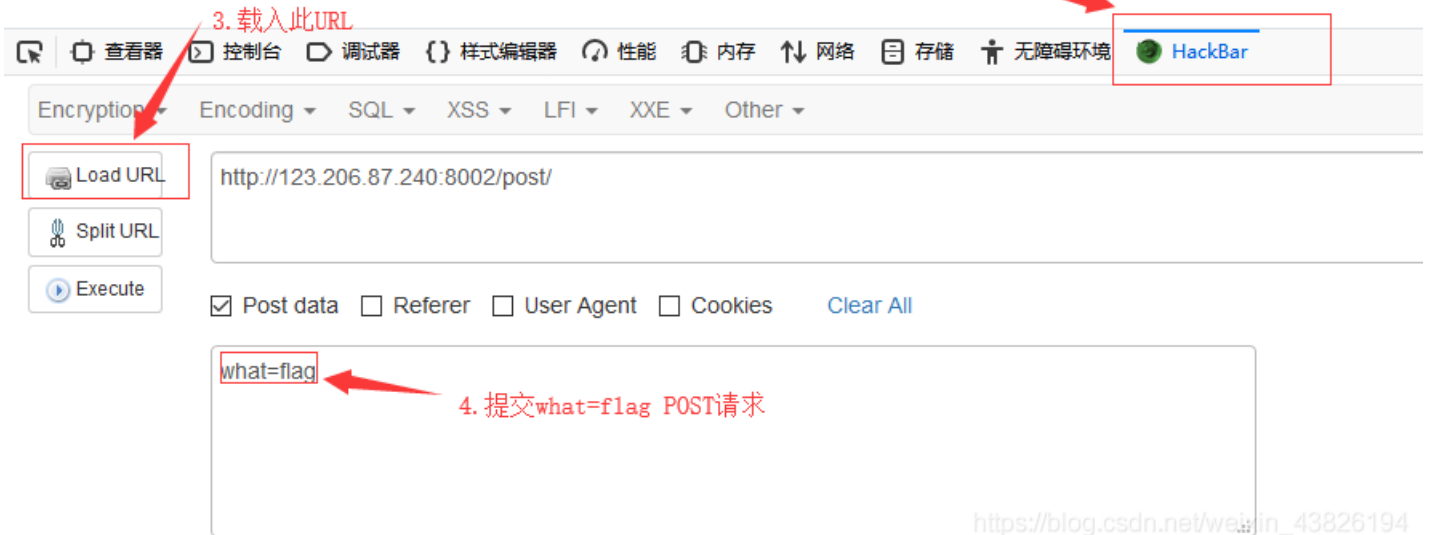 3.载入此URL
查看器 控制台 调试器 样式编辑器 性能 内存 网络 存储 无障碍环境 HackBar
Encryption Encoding SQL XSS LFI XXE Other
Load URL
http://123.206.87.240:8002/post/
Split URL
Execute
Post data Referer User Agent Cookies Clear All
what=flag
4.提交what=flag POST请求
https://blog.csdn.net/weixin_43826194